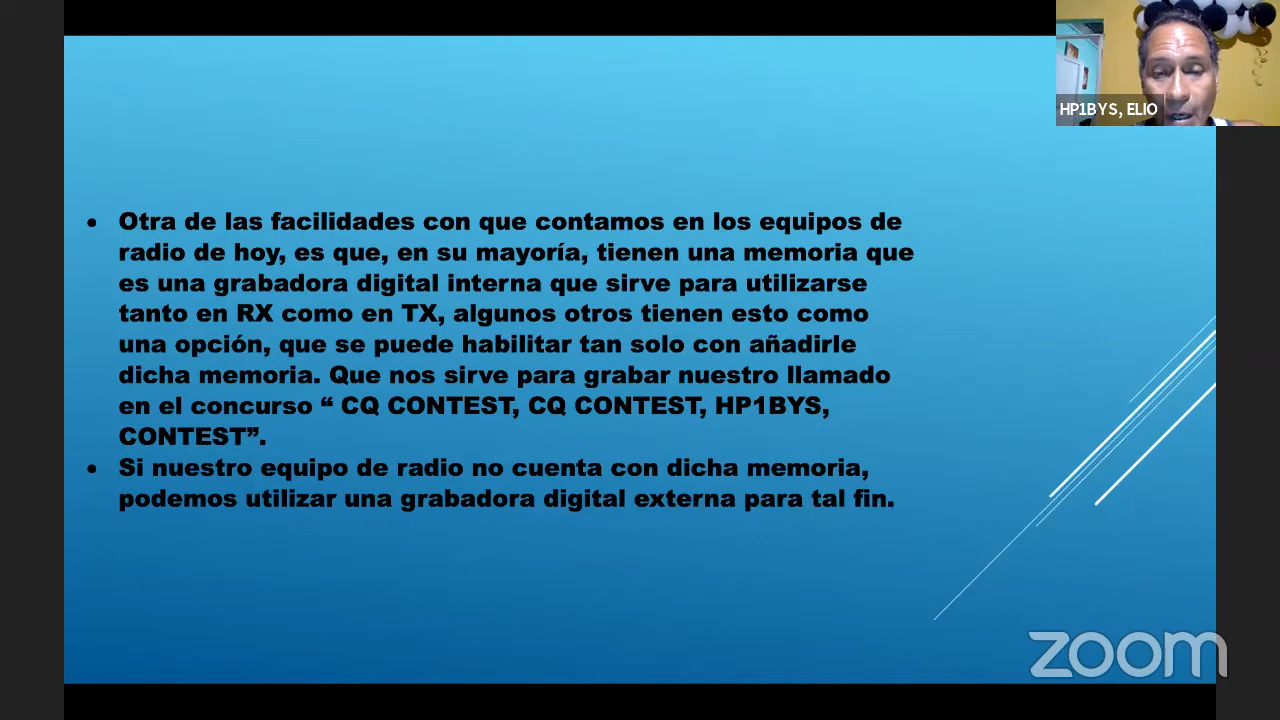 HP1BYS, ELIO
• Otra de las facilidades con que contamos en los equipos de
radio de hoy, es que, en su mayoría, tienen una memoria que
es una grabadora digital interna que sirve para utilizarse
tanto en RX como en TX, algunos otros tienen esto como
una opción, que se puede habilitar tan solo con añadirle
dicha memoria. Que nos sirve para grabar nuestro llamado
en el concurso “ CQ CONTEST, CQ CONTEST, HP1BYS,
CONTEST”.
• Si nuestro equipo de radio no cuenta con dicha memoria,
podemos utilizar una grabadora digital externa para tal fin.
zoom